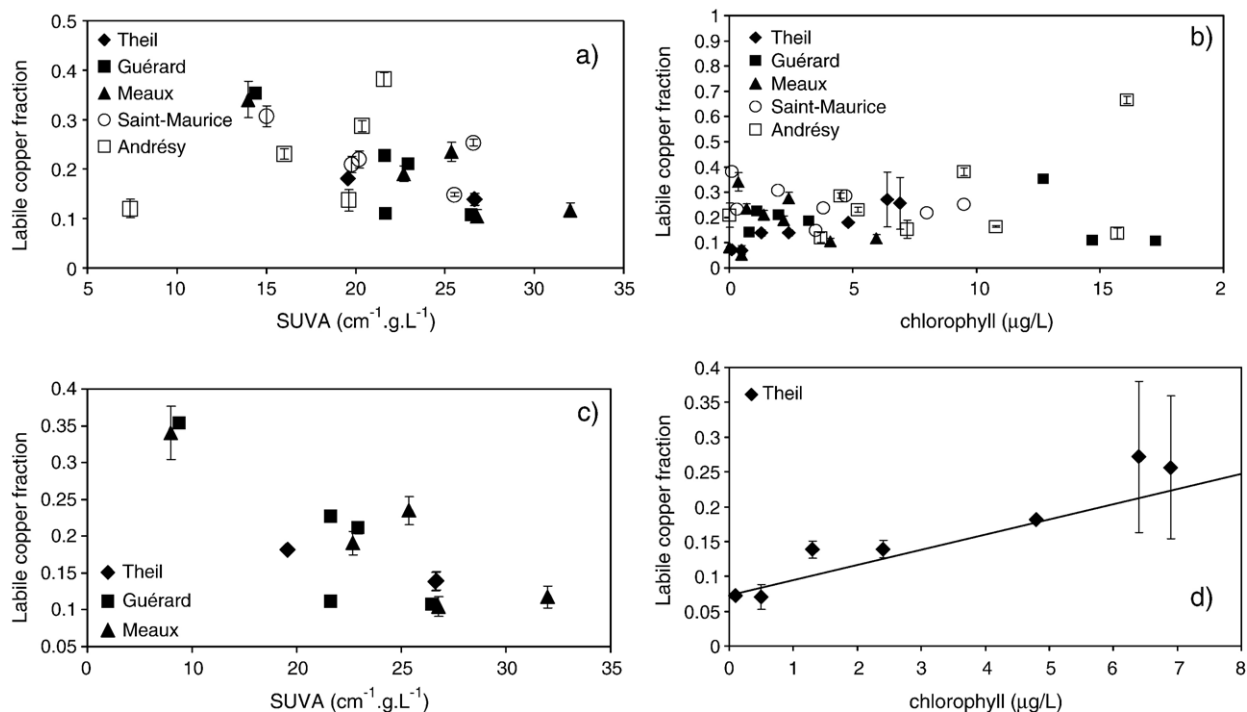 a)
Labile copper fraction
0.5
0.4
0.3
0.2
0.1
0
Theil
Guérard
Meaux
Saint-Maurice
Andrésy
5 10 15 20 25 30 35
SUVA (cm⁻¹.g.L⁻¹)
b)
Labile copper fraction
1
0.9
0.8
0.7
0.6
0.5
0.4
0.3
0.2
0.1
0
Theil
Guérard
Meaux
Saint-Maurice
Andrésy
0 5 10 15 2
chlorophyll (μg/L)
c)
Labile copper fraction
0.4
0.35
0.3
0.25
0.2
0.15
0.1
0.05
Theil
Guérard
Meaux
0 10 20 25 30 35
SUVA (cm⁻¹.g.L⁻¹)
d)
Labile copper fraction
0.4
0.35
0.3
0.25
0.2
0.15
0.1
0.05
0
Theil
0 1 2 3 4 5 6 7 8
chlorophyll (μg/L)